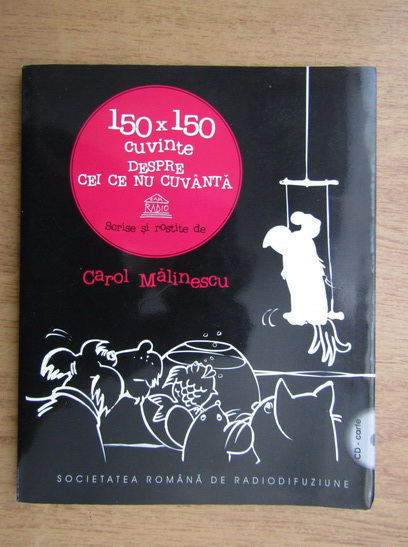 150 x 150
cuvinte
DESPRE
CEI CE NU CUVÂNTĂ
RADIO
Scrise și rostite de
Carol Mălinescu
CD - carte
SOCIETATEA ROMÂNĂ DE RADIODIFUZIUNE